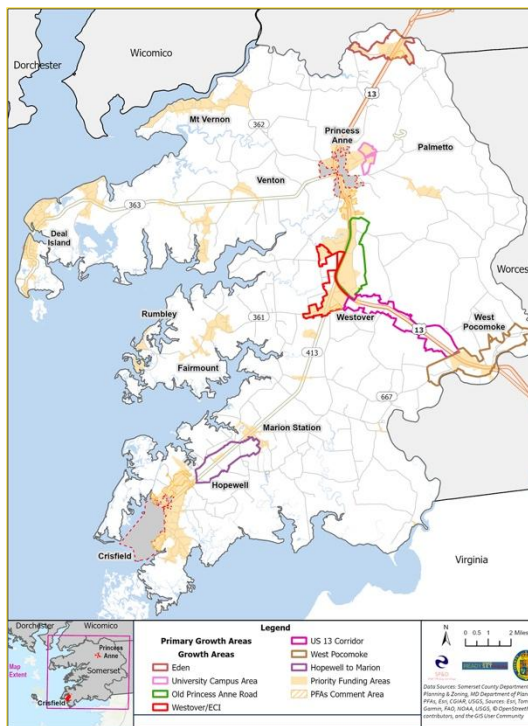 Dorchester
Wicomico
13
Mt Vernon
362
Princess
Anne
Palmetto
Venton
363
Deal
Island
Worces
Rumbley
361
Westover
13
West
Pocomoke
Fairmount
413
667
Marion Station
Hopewell
Crisfield
Virginia
Dorchester
Wicomico
Princess
Anne
Map
Extent
Somerset
Crisfield
Legend
Primary Growth Areas
Growth Areas
Eden
University Campus Area
Old Princess Anne Road
Westover/ECI
US 13 Corridor
West Pocomoke
Hopewell to Marion
Priority Funding Areas
PFAs Comment Area
N
0 0.5 1 2 Miles
Data Sources: Somerset County Department
Planning & Zoning, MD Department of Plan
PFAs, Esri, CGIAR, USGS, Sources: Esri, Tom
Garmin, FAO, NOAA, USGS, © OpenStreetM
contributors, and the GIS User Commu